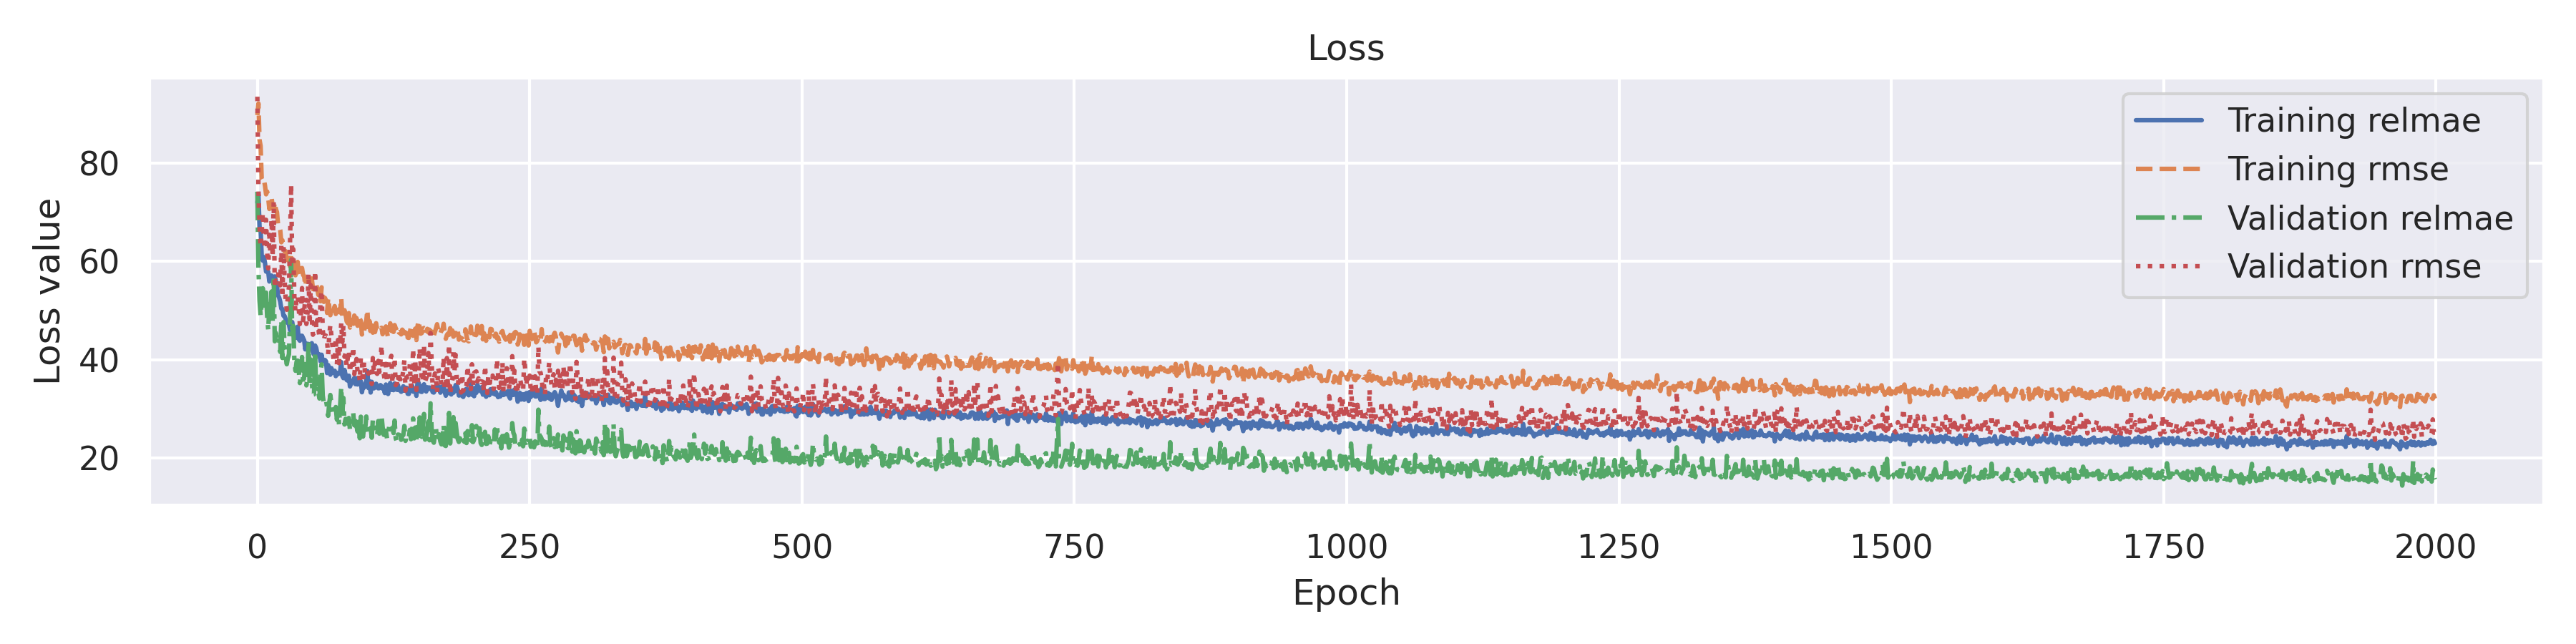 Loss
Loss value
80
60
40
20
Training relmae
Training rmse
Validation relmae
Validation rmse
0 250 500 750 1000 1250 1500 1750 2000
Epoch